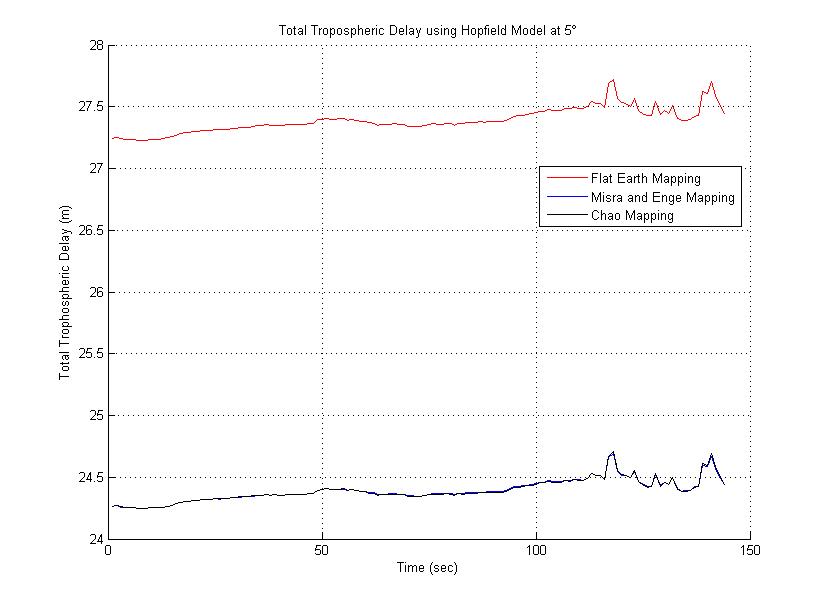 Total Tropospheric Delay using Hopfield Model at 5°
28
27.5
27
26.5
26
25.5
25
24.5
24
Total Trophospheric Delay (m)
Flat Earth Mapping
Misra and Enge Mapping
Chao Mapping
0 50 100 150
Time (sec)